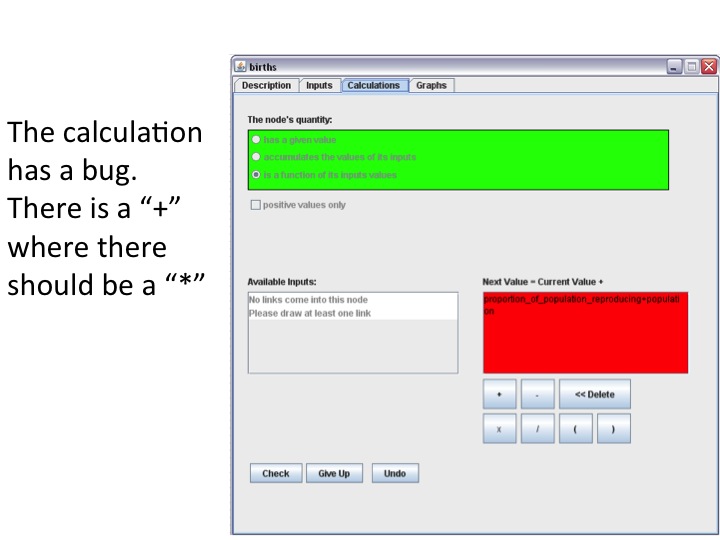 The calculation
has a bug.
There is a “+”
where there
should be a “*”
births
Description Inputs Calculations Graphs
The node's quantity:
has a given value
accumulates the values of its inputs
is a function of its inputs values
positive values only
Available Inputs:
No links come into this node
Please draw at least one link
Next Value = Current Value +
proportion_of_population_reproducing+populati
on
+ - << Delete
x / ( )
Check Give Up Undo